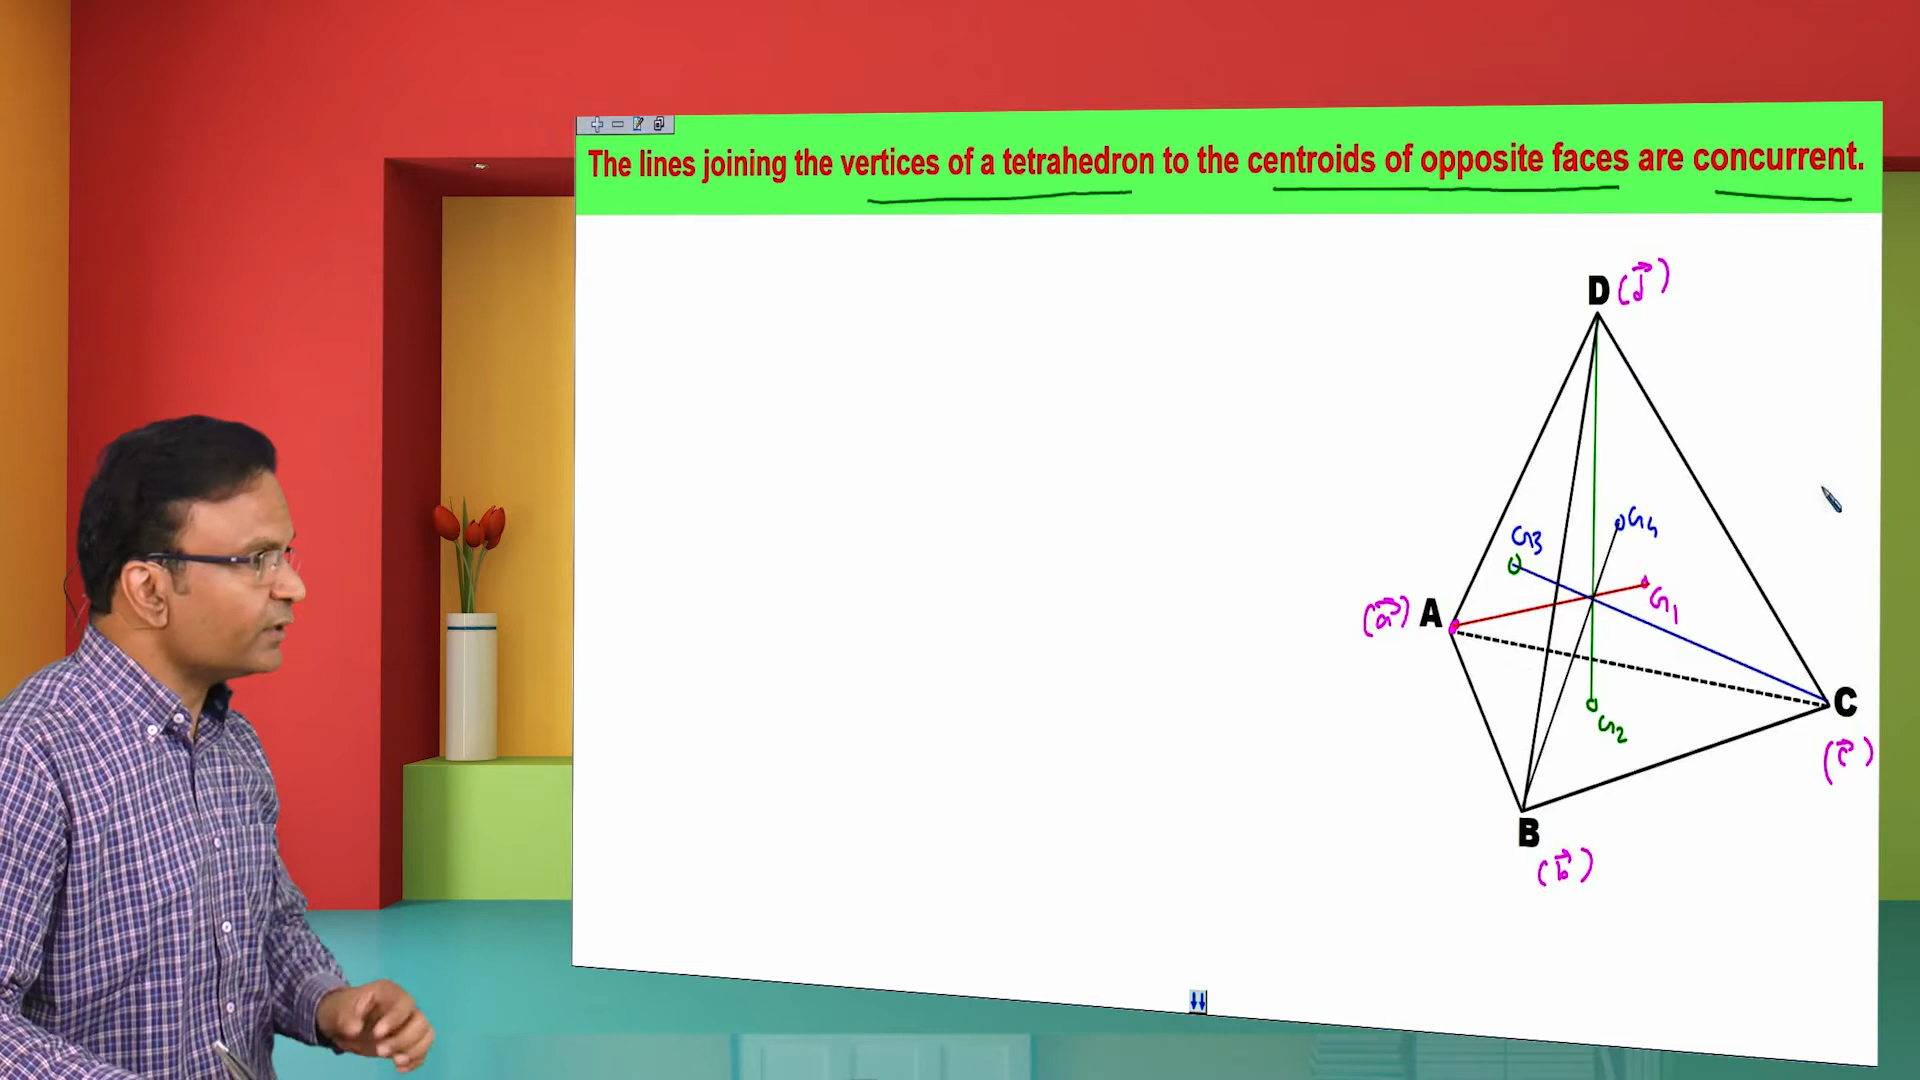 The lines joining the vertices of a tetrahedron to the centroids of opposite faces are concurrent.
D (d⃗)
G4
G3
G1
(a⃗) A
G2
C
(c⃗)
B
(b⃗)